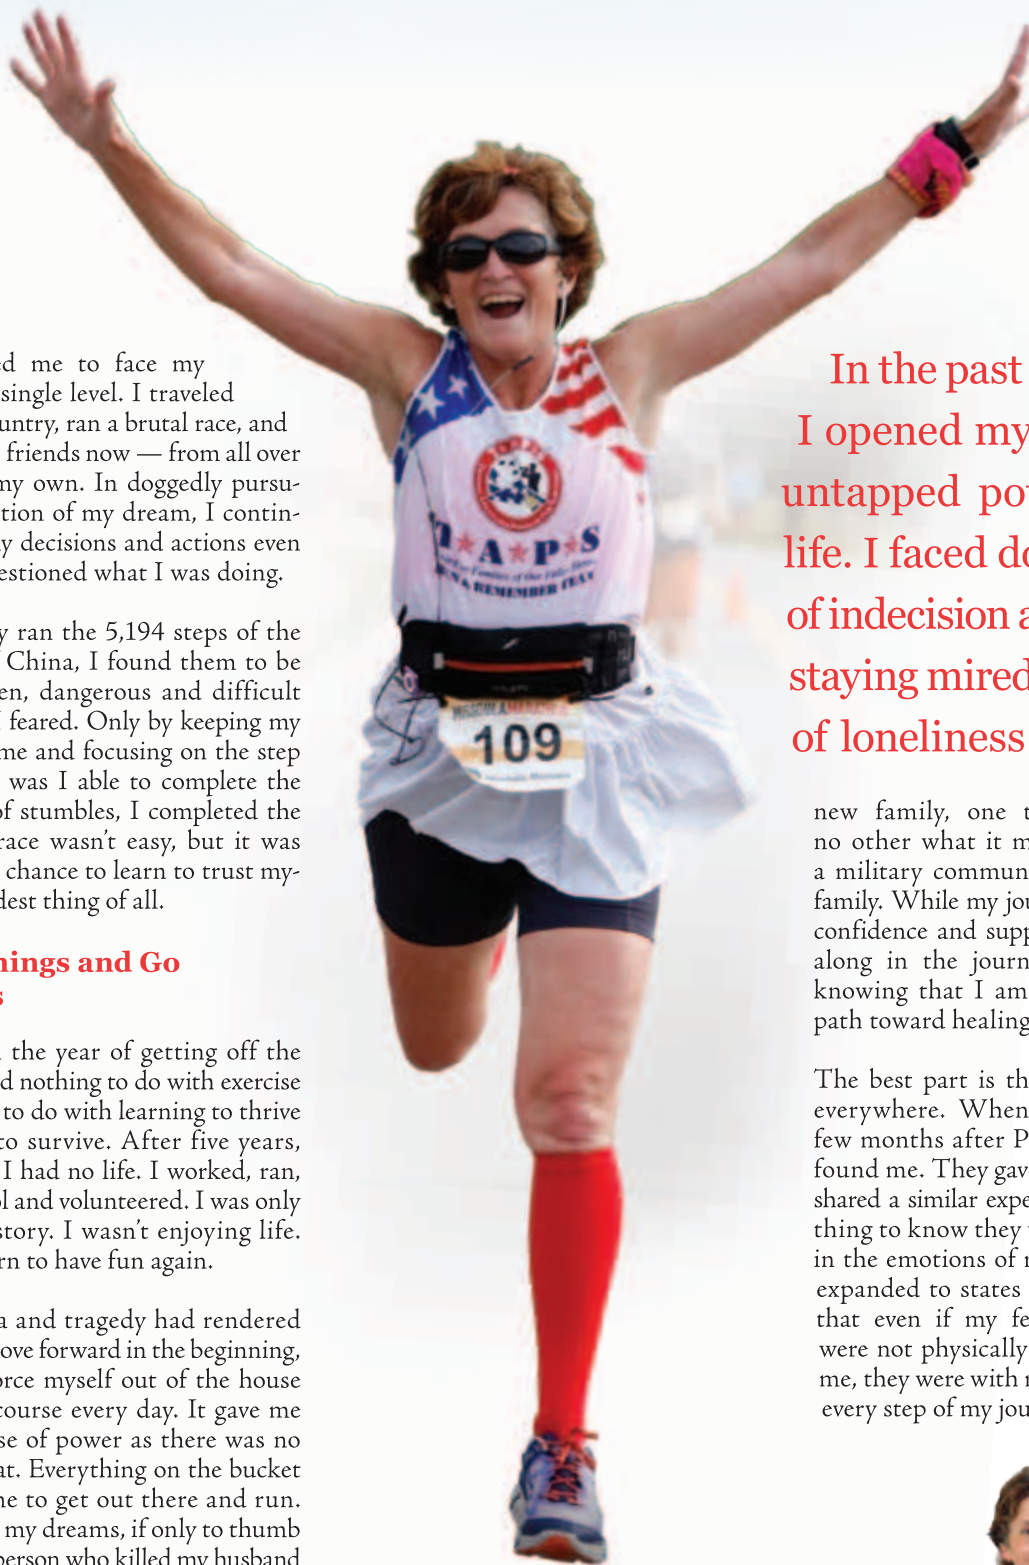 ed me to face my
single level. I traveled
untry, ran a brutal race, and
friends now — from all over
my own. In doggedly pursu-
tion of my dream, I contin-
y decisions and actions even
estioned what I was doing.
y ran the 5,194 steps of the
China, I found them to be
en, dangerous and difficult
I feared. Only by keeping my
me and focusing on the step
was I able to complete the
of stumbles, I completed the
race wasn't easy, but it was
chance to learn to trust my-
dest thing of all.
nings and Go
s
the year of getting off the
d nothing to do with exercise
to do with learning to thrive
to survive. After five years,
I had no life. I worked, ran,
ol and volunteered. I was only
story. I wasn't enjoying life.
rn to have fun again.
a and tragedy had rendered
ove forward in the beginning,
orce myself out of the house
course every day. It gave me
se of power as there was no
at. Everything on the bucket
me to get out there and run.
my dreams, if only to thumb
person who killed my husband
T★A★P★S
& REMEMBER TEAM
MISSOULA MARATHON
109
Missoula, Montana
In the past
I opened my
untapped pov
life. I faced do
of indecision a
staying mired
of loneliness
new family, one t
no other what it m
a military commun
family. While my jou
confidence and supp
along in the journ
knowing that I am
path toward healing
The best part is th
everywhere. When
few months after P
found me. They gave
shared a similar expe
thing to know they
in the emotions of r
expanded to states
that even if my fe
were not physically
me, they were with r
every step of my jou